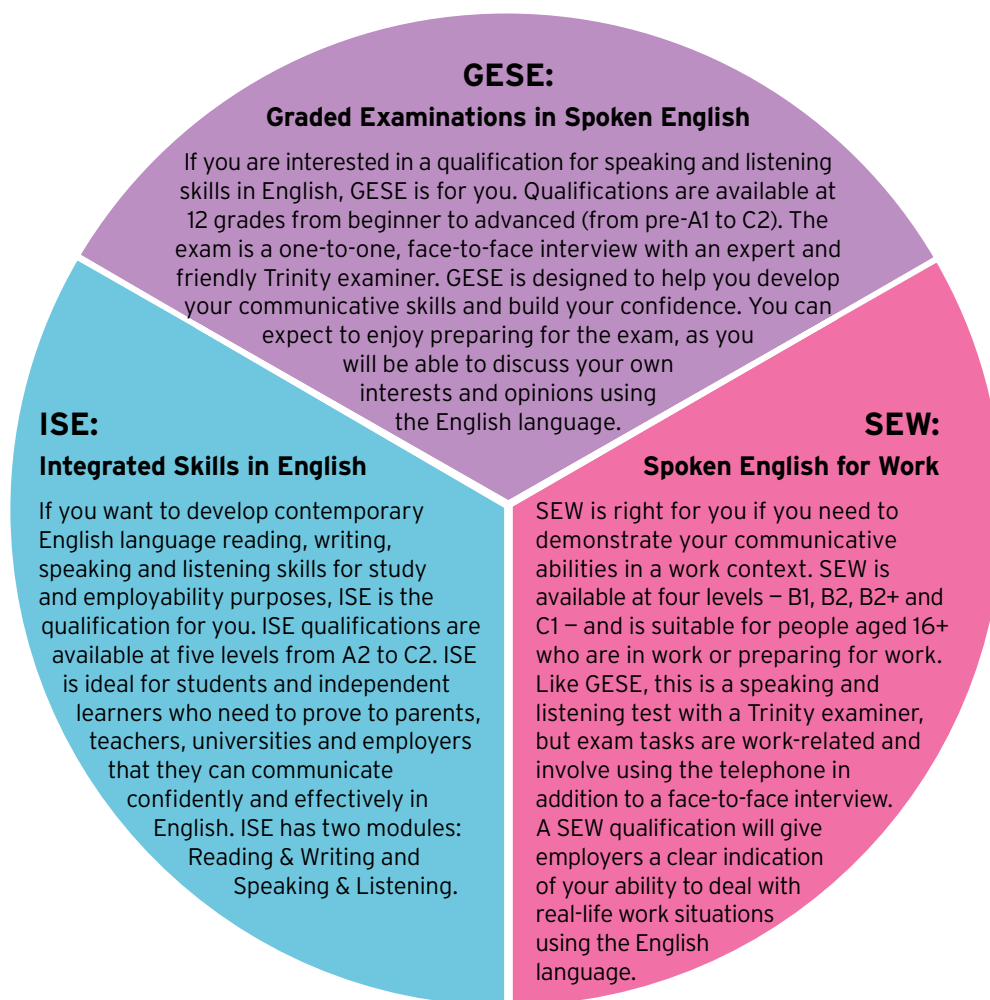 GESE:
Graded Examinations in Spoken English
If you are interested in a qualification for speaking and listening
skills in English, GESE is for you. Qualifications are available at
12 grades from beginner to advanced (from pre-A1 to C2). The
exam is a one-to-one, face-to-face interview with an expert and
friendly Trinity examiner. GESE is designed to help you develop
your communicative skills and build your confidence. You can
expect to enjoy preparing for the exam, as you
will be able to discuss your own
interests and opinions using
the English language.
ISE:
Integrated Skills in English
If you want to develop contemporary
English language reading, writing,
speaking and listening skills for study
and employability purposes, ISE is the
qualification for you. ISE qualifications are
available at five levels from A2 to C2. ISE
is ideal for students and independent
learners who need to prove to parents,
teachers, universities and employers
that they can communicate
confidently and effectively in
English. ISE has two modules:
Reading & Writing and
Speaking & Listening.
SEW:
Spoken English for Work
SEW is right for you if you need to
demonstrate your communicative
abilities in a work context. SEW is
available at four levels – B1, B2, B2+ and
C1 – and is suitable for people aged 16+
who are in work or preparing for work.
Like GESE, this is a speaking and
listening test with a Trinity examiner,
but exam tasks are work-related and
involve using the telephone in
addition to a face-to-face interview.
A SEW qualification will give
employers a clear indication
of your ability to deal with
real-life work situations
using the English
language.